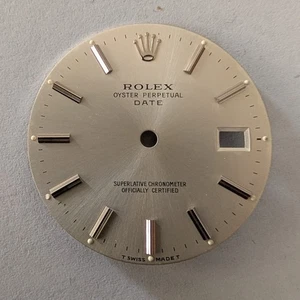 ROLEX
OYSTER PERPETUAL
DATE
SUPERLATIVE CHRONOMETER
OFFICIALLY CERTIFIED
T SWISS MADE T